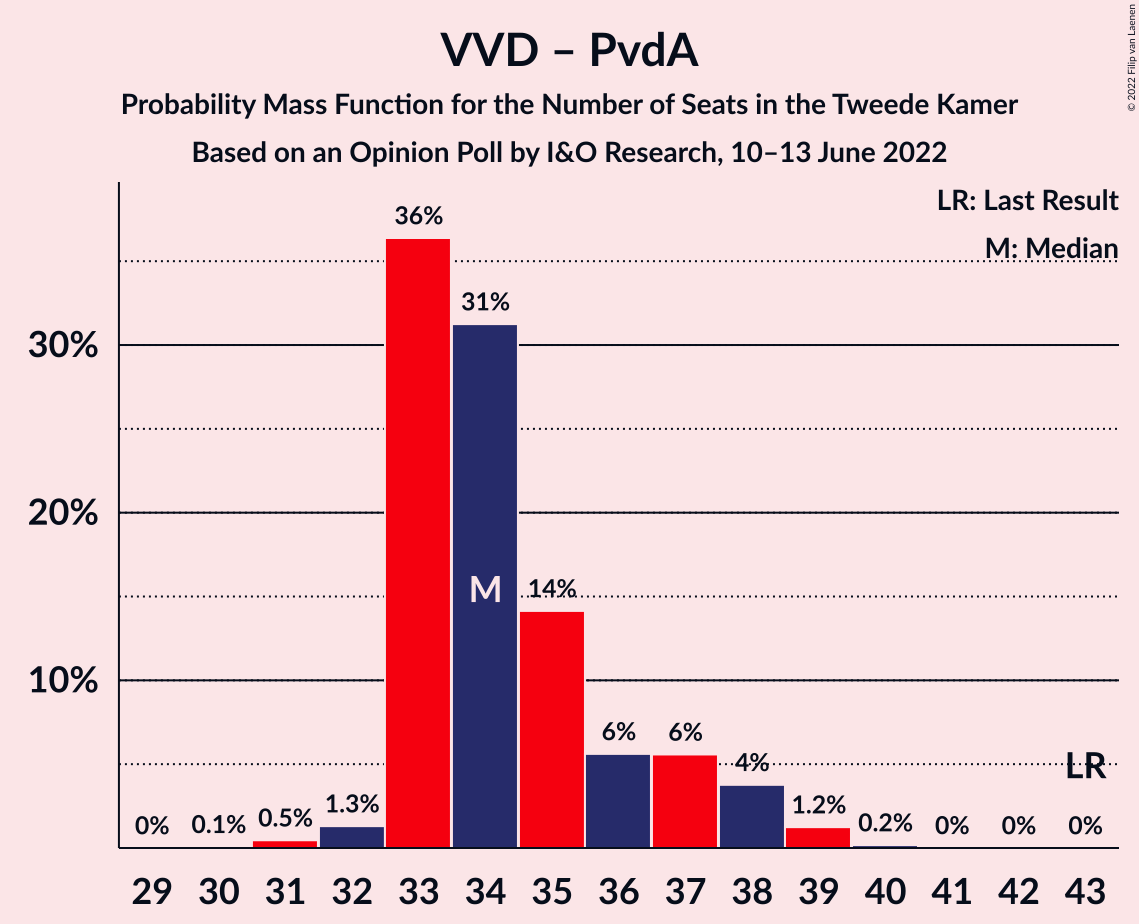 VVD – PvdA
Probability Mass Function for the Number of Seats in the Tweede Kamer
Based on an Opinion Poll by I&O Research, 10–13 June 2022
© 2022 Filip van Laenen
LR: Last Result
M: Median
30%
20%
10%
0%
0.1%
0.5%
1.3%
36%
31%
14%
6%
6%
4%
1.2%
0.2%
0%
0%
0%
M
LR
29 30 31 32 33 34 35 36 37 38 39 40 41 42 43